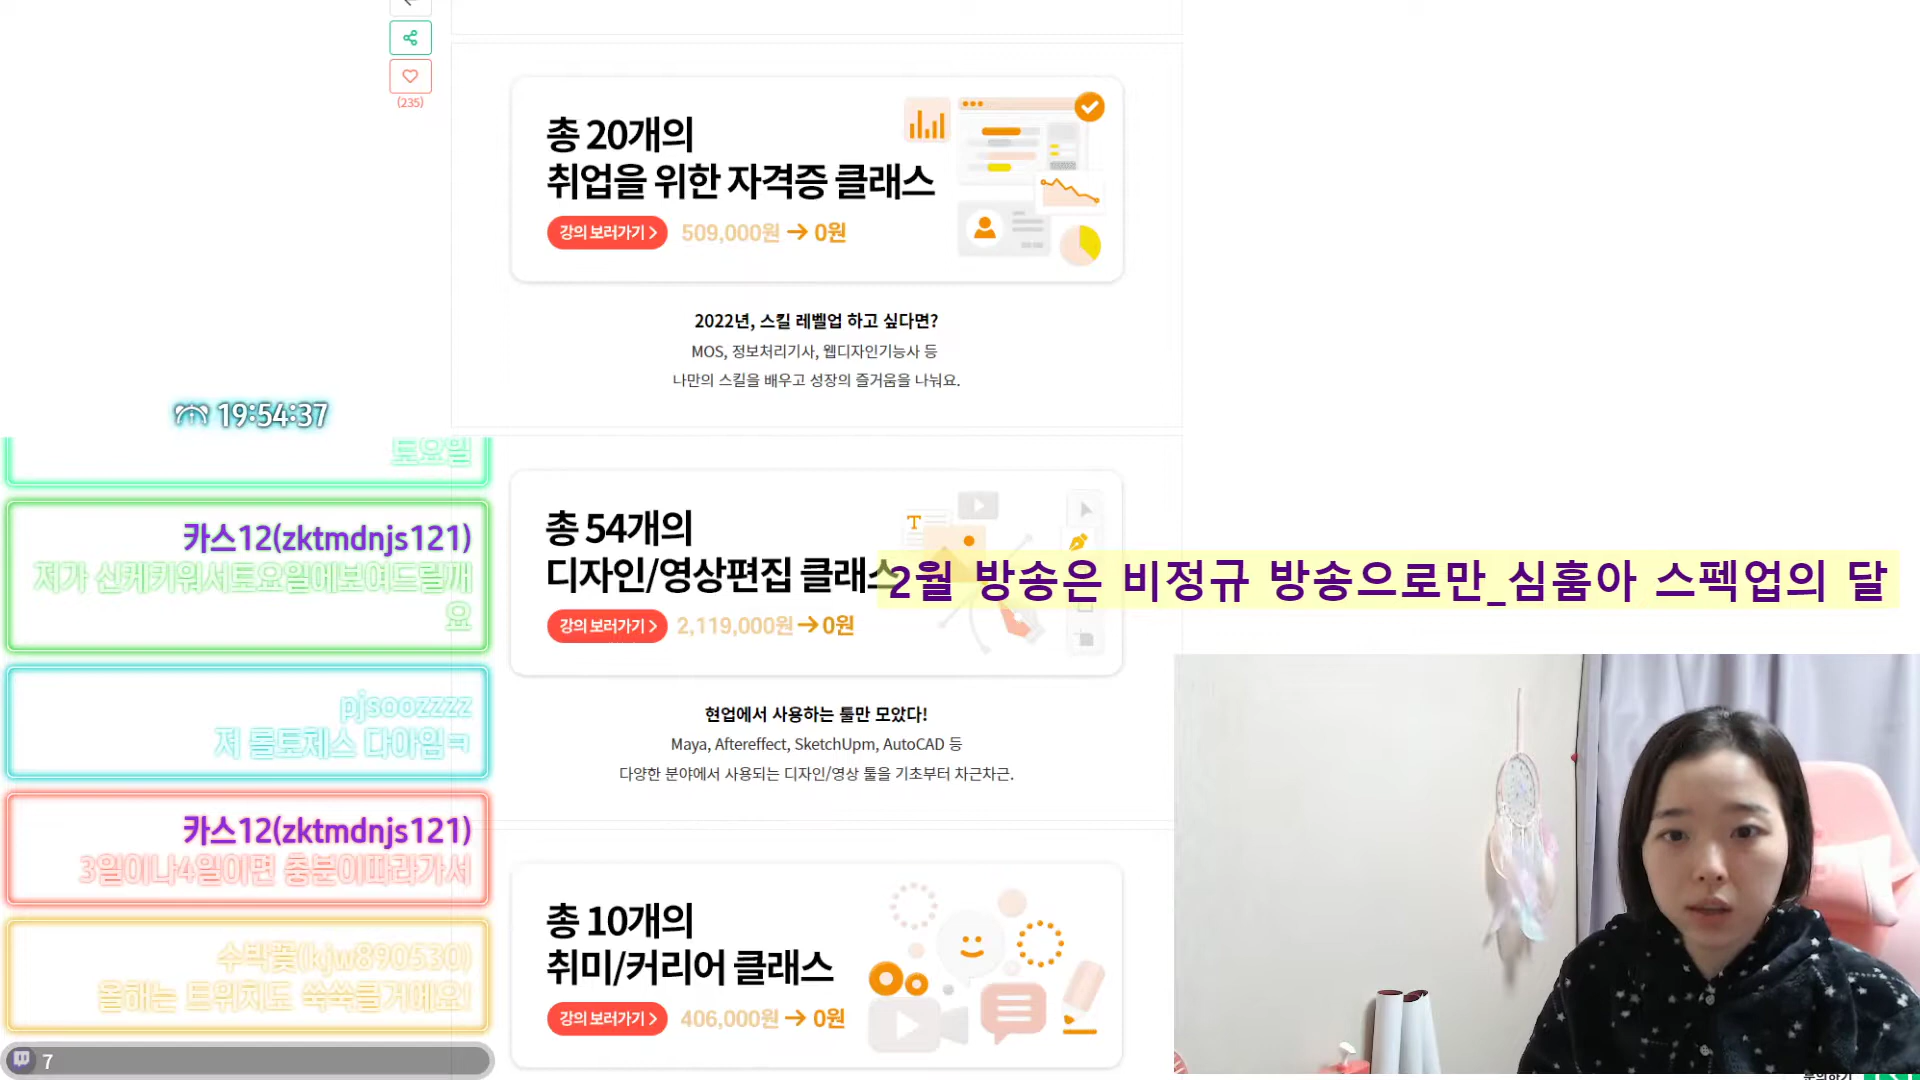 (235)
총 20개의
취업을 위한 자격증 클래스
강의 보러가기 >
509,000원 → 0원
2022년, 스킬 레벨업 하고 싶다면?
MOS, 정보처리기사, 웹디자인기능사 등
나만의 스킬을 배우고 성장의 즐거움을 나눠요.
19:54:37
토요일
카스12(zktmdnjs121)
저가 신케키워서토요일에보여드릴깨
요
pjsoozzzz
저 롤토체스 다아임ㅋ
카스12(zktmdnjs121)
3일이나4일이면 충분이따라가서
수박꽃(kjw890530)
올해는 트위치도 쑥쑥클거에요!
7
총 54개의
디자인/영상편집 클래스
강의 보러가기 >
2,119,000원 → 0원
T
2월 방송은 비정규 방송으로만_심훔아 스펙업의 달
현업에서 사용하는 툴만 모았다!
Maya, Aftereffect, SketchUpm, AutoCAD 등
다양한 분야에서 사용되는 디자인/영상 툴을 기초부터 차근차근.
총 10개의
취미/커리어 클래스
강의 보러가기 >
406,000원 → 0원